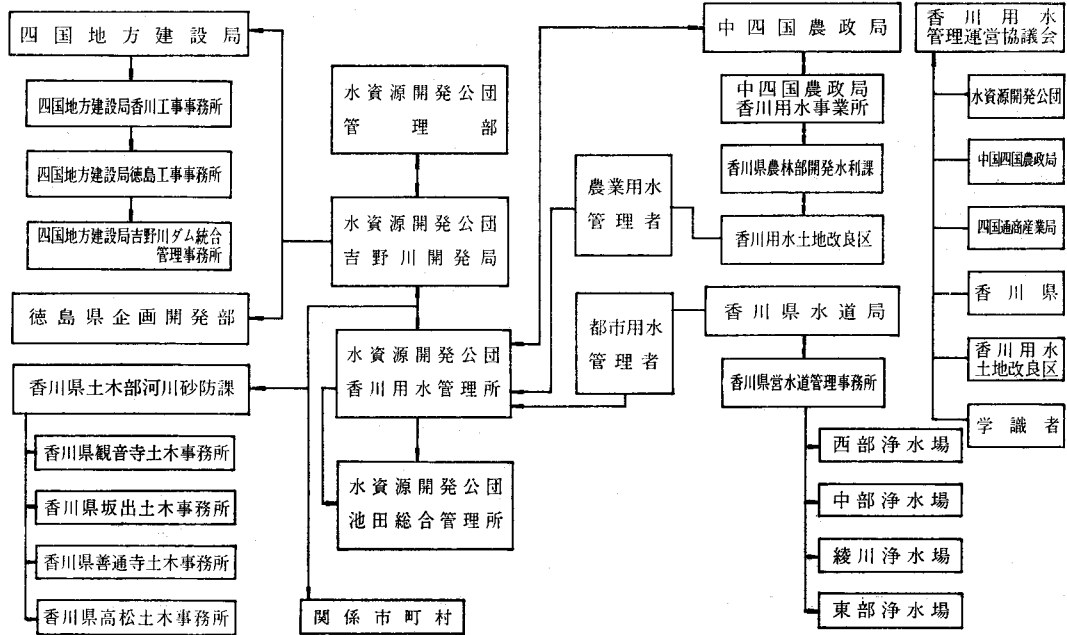 四国地方建設局
四国地方建設局香川工事事務所
四国地方建設局徳島工事事務所
四国地方建設局吉野川ダム統合
管理事務所
徳島県企画開発部
香川県土木部河川砂防課
香川県観音寺土木事務所
香川県坂出土木事務所
香川県善通寺土木事務所
香川県高松土木事務所
水資源開発公団
管理部
水資源開発公団
吉野川開発局
水資源開発公団
香川用水管理所
水資源開発公団
池田総合管理所
関係市町村
農業用水
管理者
都市用水
管理者
中四国農政局
中四国農政局
香川用水事業所
香川県農林部開発水利課
香川用水土地改良区
香川県水道局
香川県営水道管理事務所
西部浄水場
中部浄水場
綾川浄水場
東部浄水場
香川用水
管理運営協議会
水資源開発公団
中国四国農政局
四国通商産業局
香川県
香川用水
土地改良区
学識者